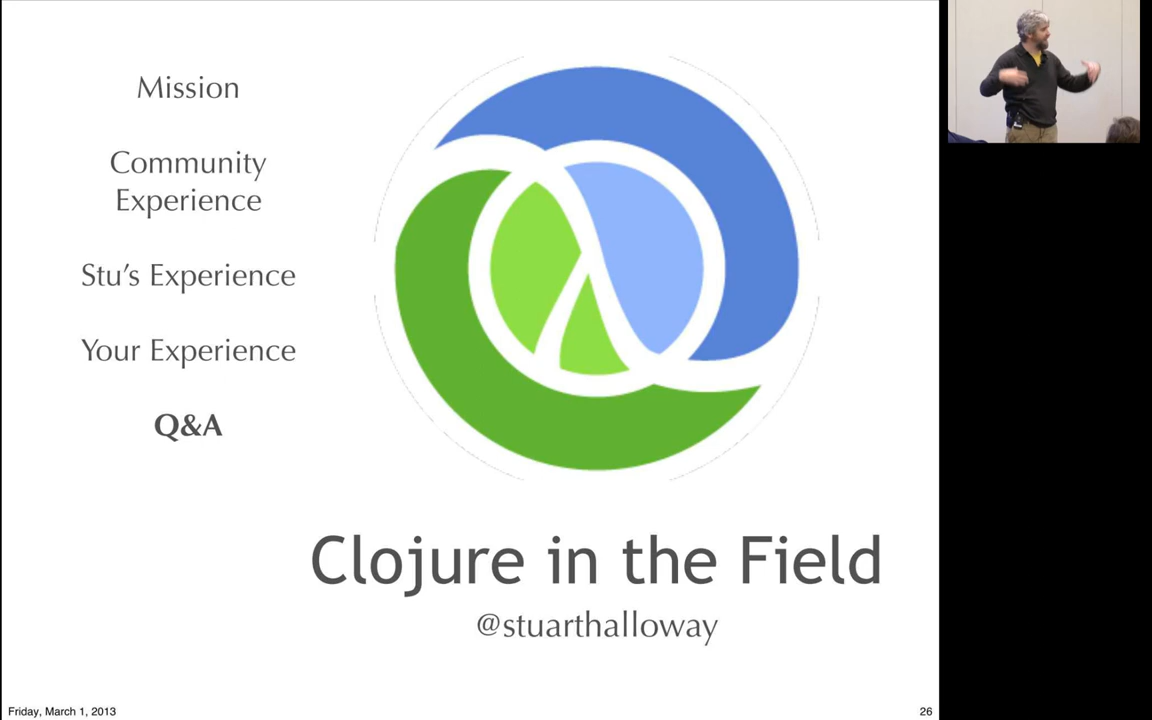 Mission
Community
Experience
Stu's Experience
Your Experience
Q&A
Clojure in the Field
@stuarthalloway
Friday, March 1, 2013
26